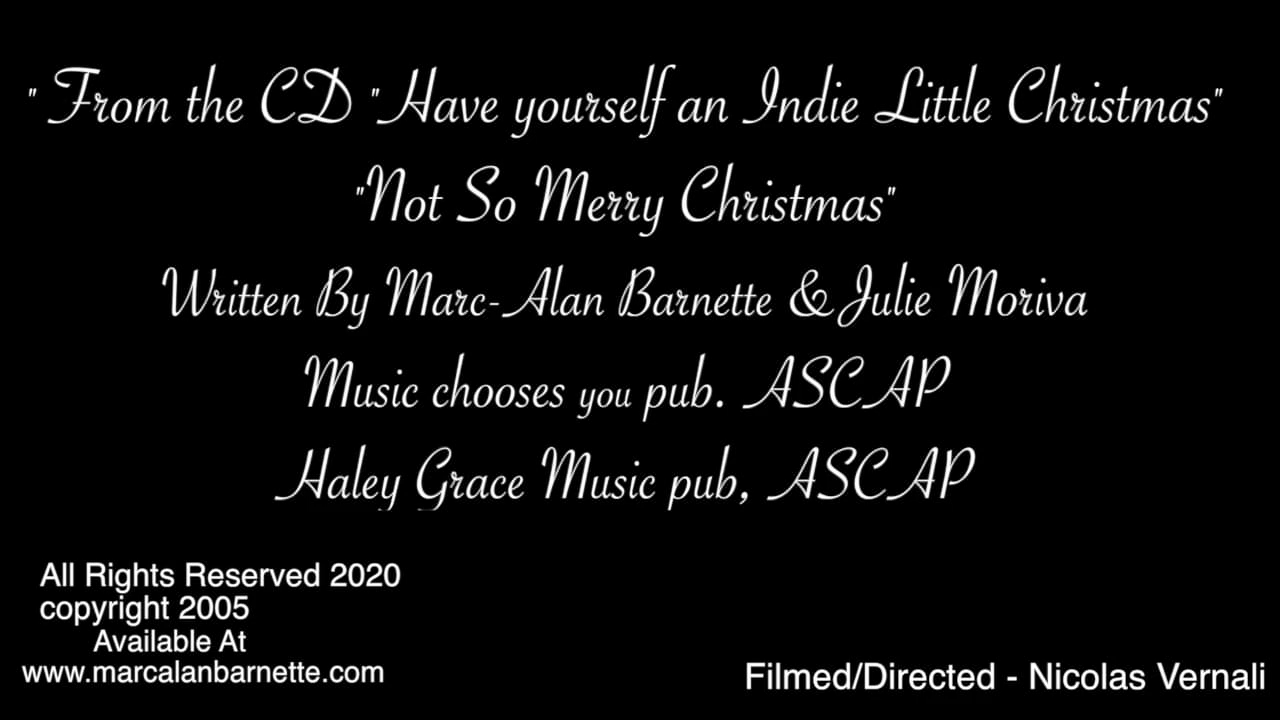 " From the CD " Have yourself an Indie Little Christmas"
"Not So Merry Christmas"
Written By Marc-Alan Barnette & Julie Moriva
Music chooses you pub. ASCAP
Haley Grace Music pub, ASCAP
All Rights Reserved 2020
copyright 2005
Available At
www.marcalanbarnette.com
Filmed/Directed - Nicolas Vernali